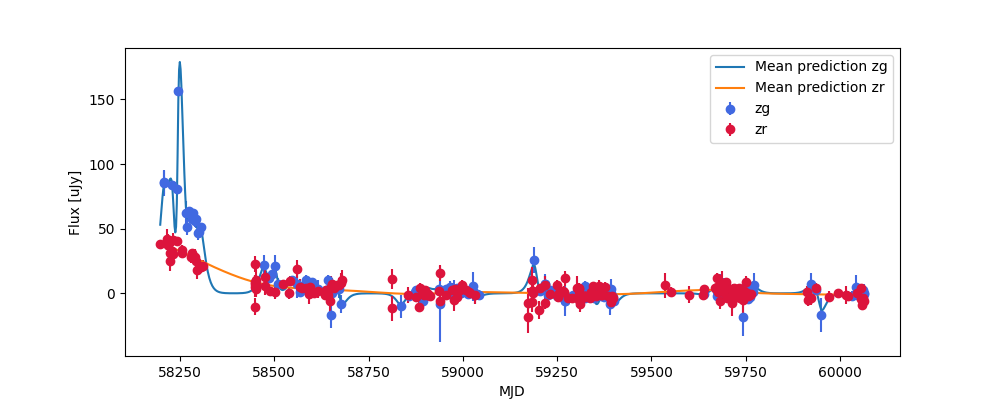 Mean prediction zg
Mean prediction zr
zg
zr
150
100
50
0
Flux [uJy]
58250 58500 58750 59000 59250 59500 59750 60000
MJD